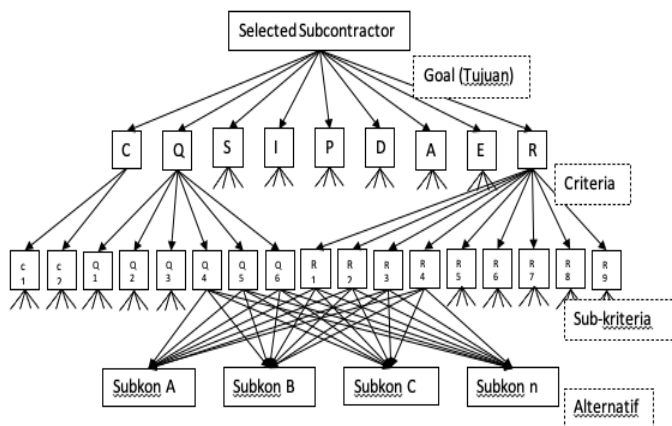 Selected Subcontractor
Goal (Tujuan)
C Q S I P D A E R
Criteria
c Q Q Q Q Q Q R R R R R R R R R
1 2 1 2 3 4 5 6 1 2 3 4 5 6 7 8 9
Sub-kriteria
Subkon A Subkon B Subkon C Subkon n
Alternatif